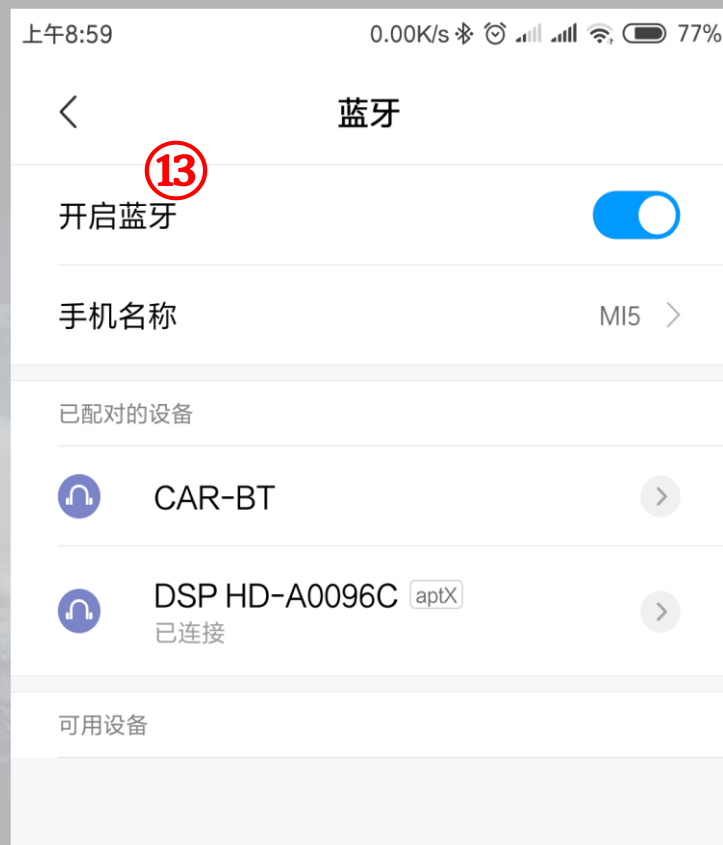 上午8:59 0.00K/s 77%
蓝牙
⑬
开启蓝牙
手机名称 MI5
已配对的设备
CAR-BT
DSP HD-A0096C aptX
已连接
可用设备